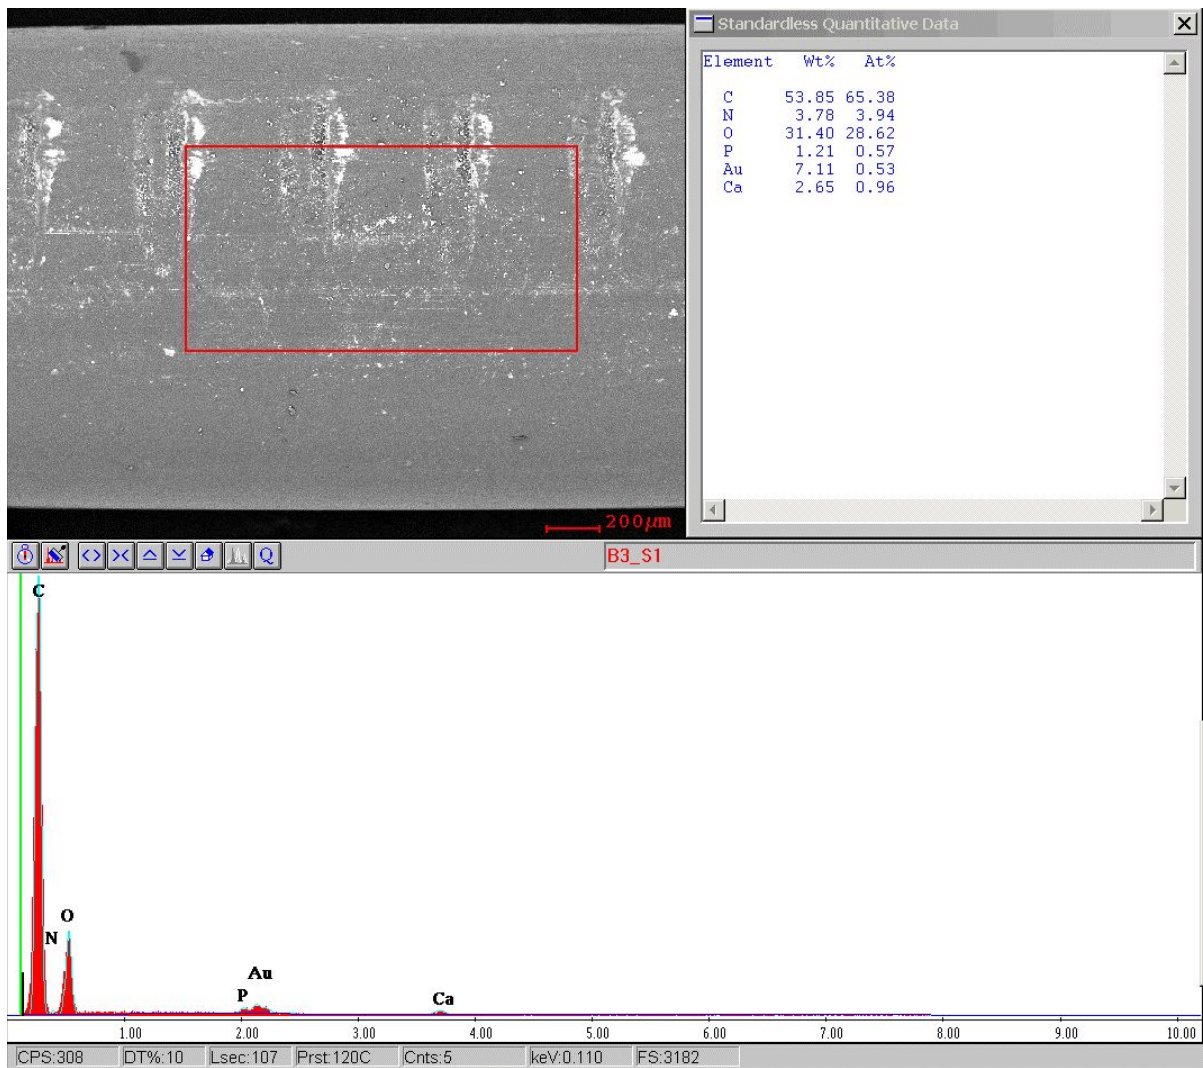 Standardless Quantitative Data
Element Wt% At%
C 53.85 65.38
N 3.78 3.94
O 31.40 28.62
P 1.21 0.57
Au 7.11 0.53
Ca 2.65 0.96
200μm
Q
B3_S1
C
N
O
P
Au
Ca
1.00 2.00 3.00 4.00 5.00 6.00 7.00 8.00 9.00 10.00
CPS:308 DT%:10 Lsec:107 Prst:120C Cnts:5 keV:0.110 FS:3182